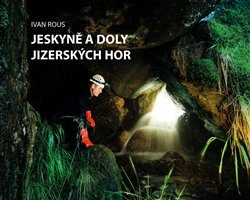 IVAN ROUS
JESKYNĚ A DOLY
JIZERSKÝCH HOR